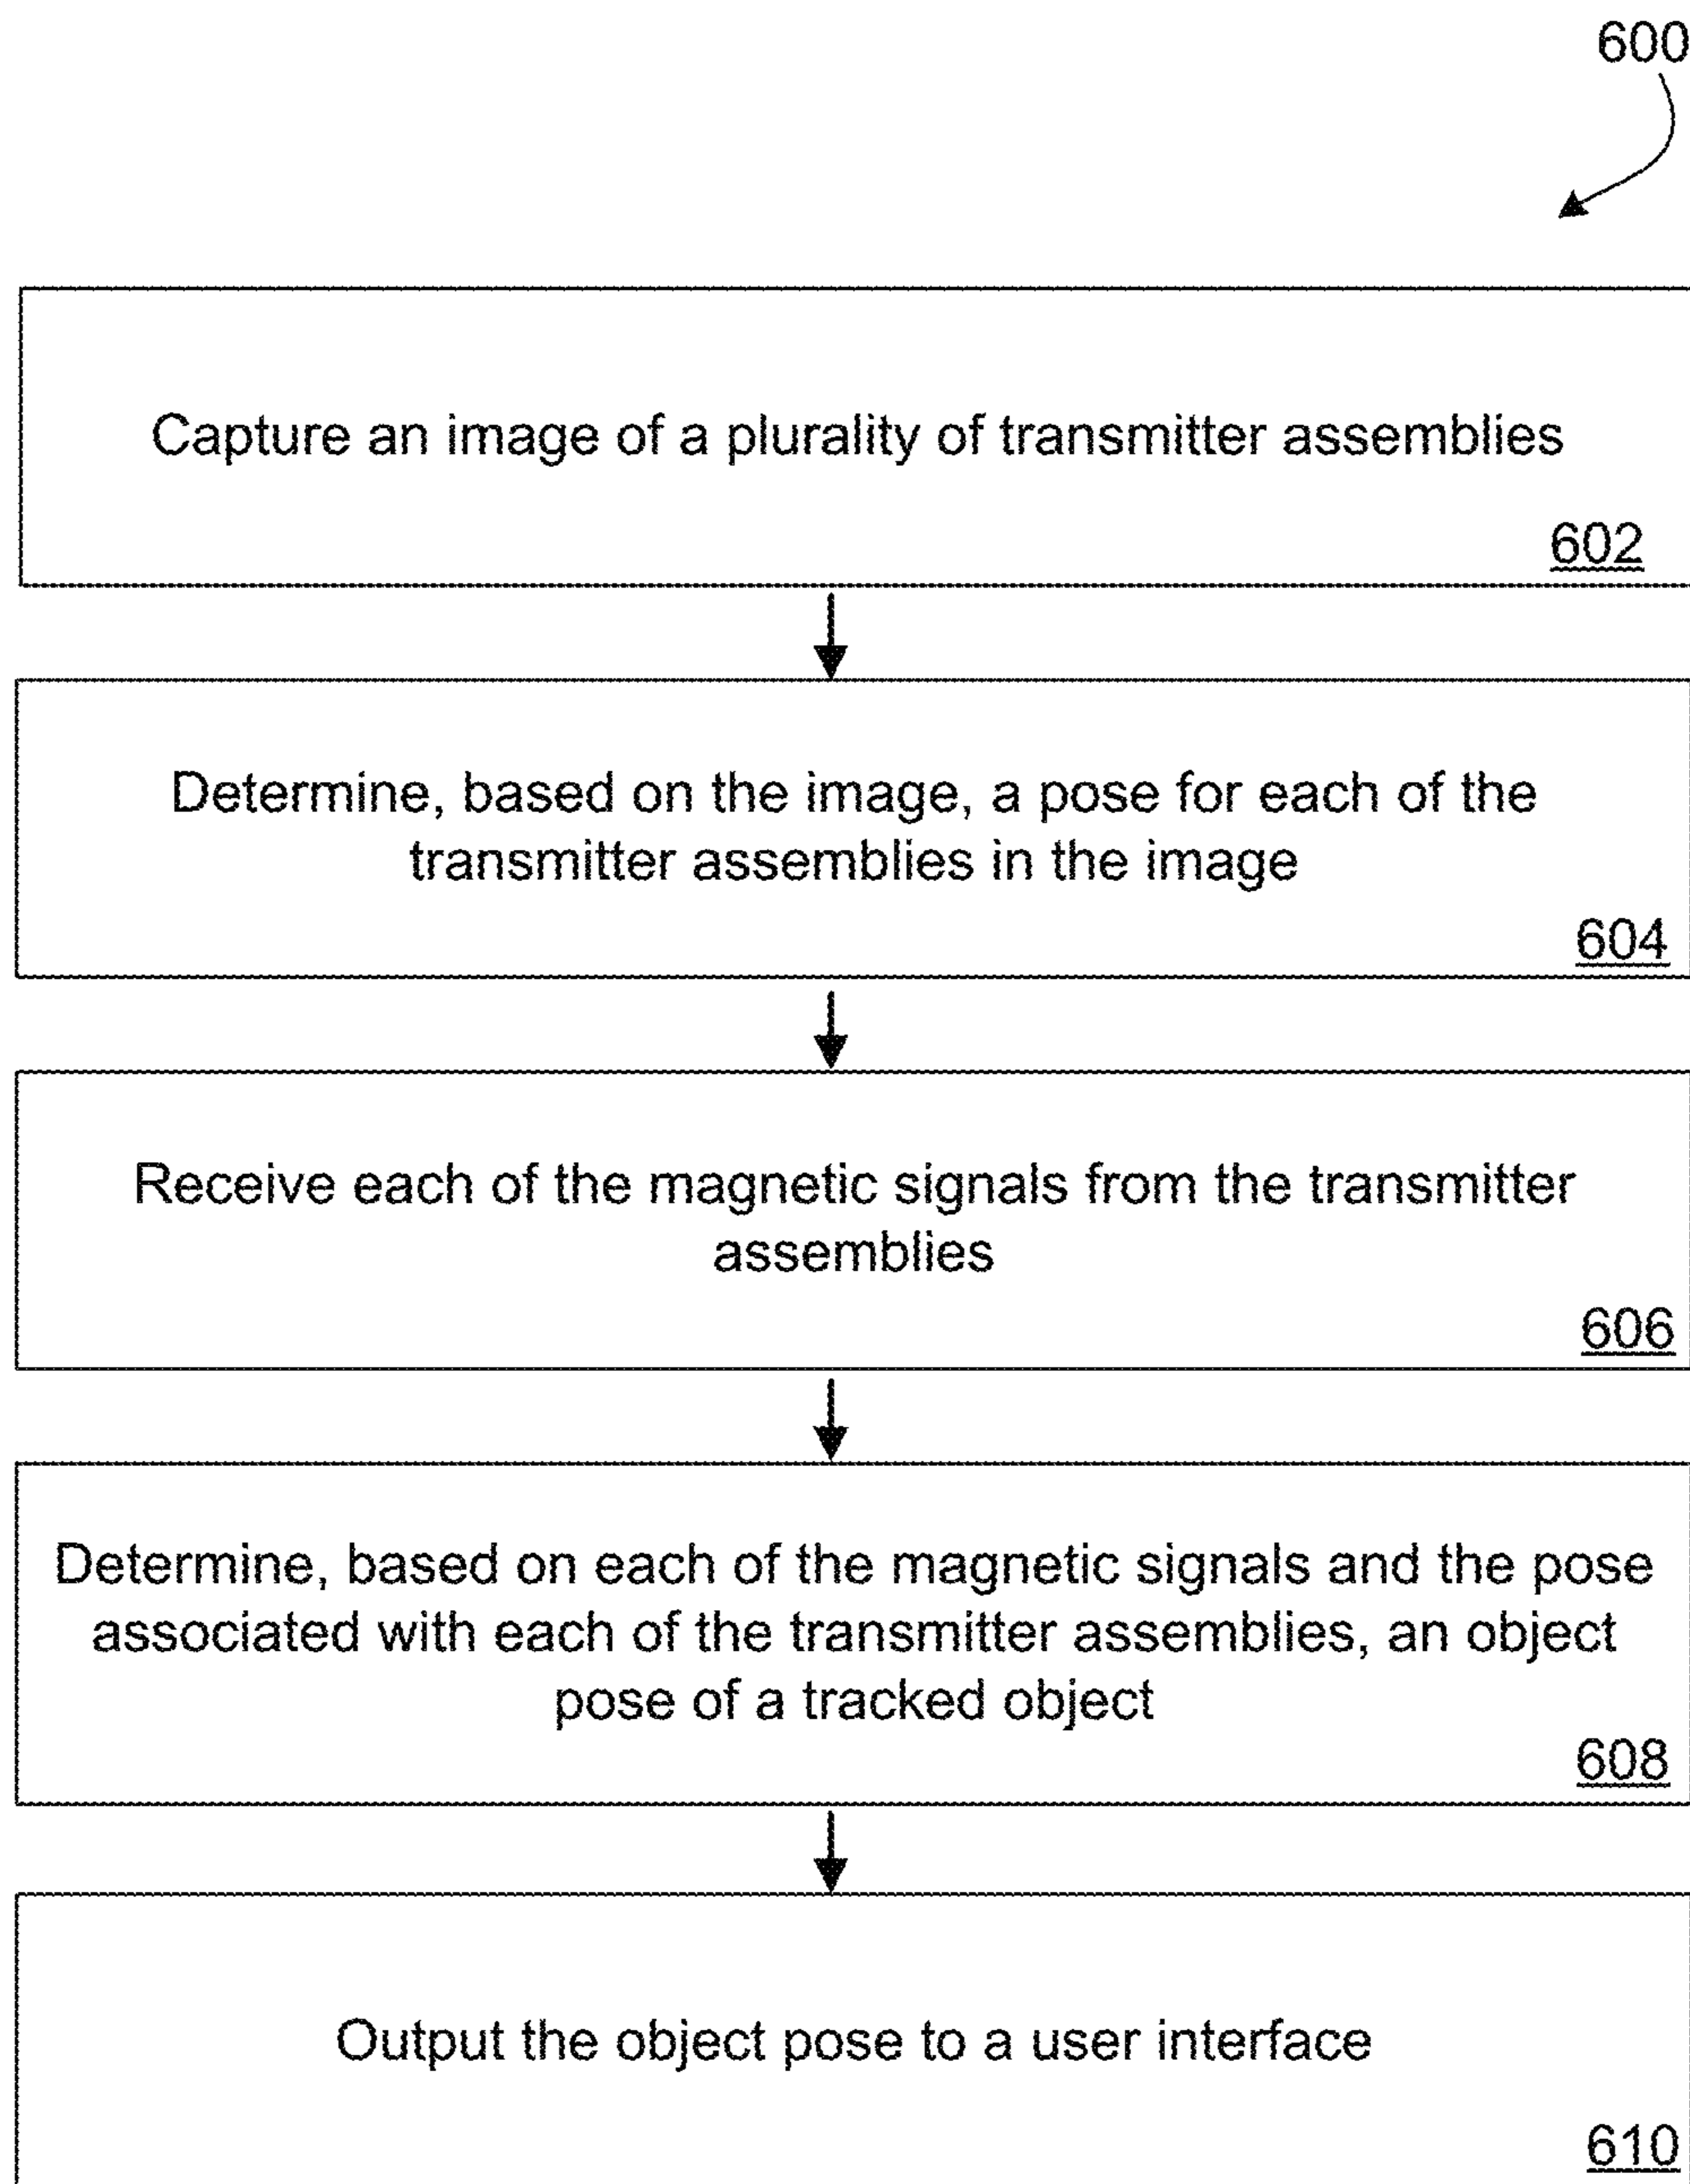 600
Capture an image of a plurality of transmitter assemblies
602
Determine, based on the image, a pose for each of the
transmitter assemblies in the image
604
Receive each of the magnetic signals from the transmitter
assemblies
606
Determine, based on each of the magnetic signals and the pose
associated with each of the transmitter assemblies, an object
pose of a tracked object
608
Output the object pose to a user interface
610